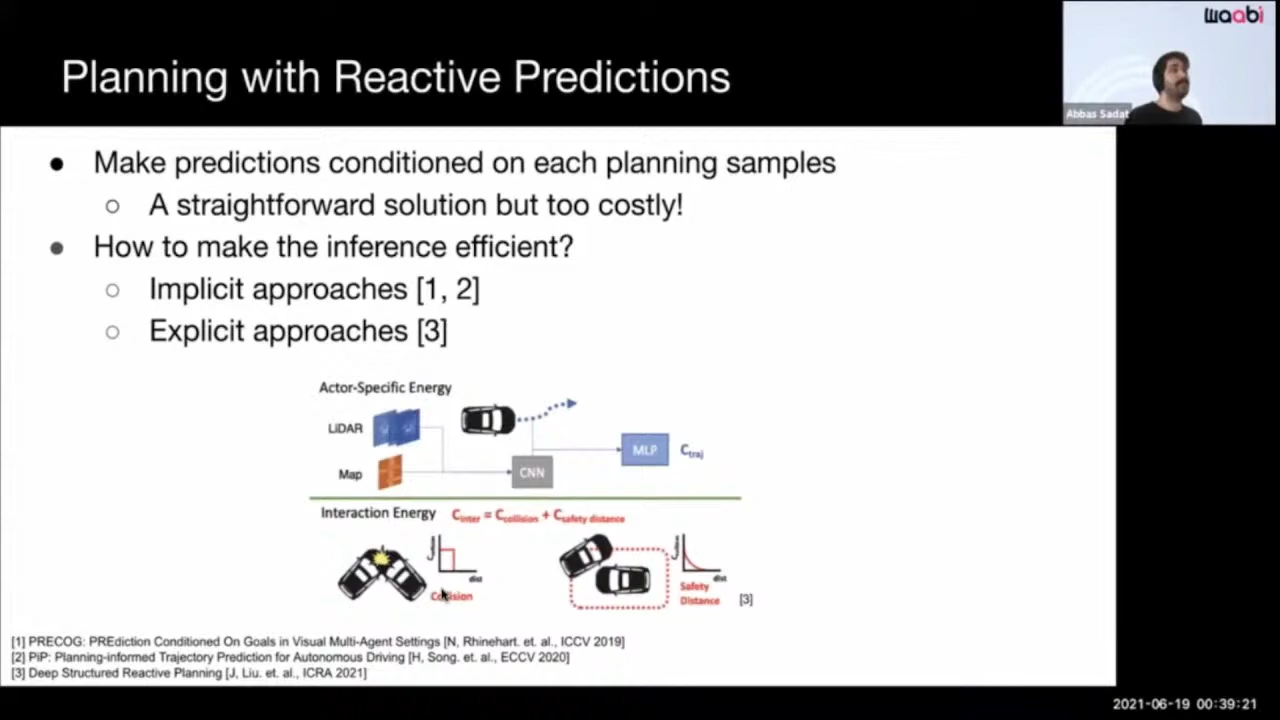 waabi
Planning with Reactive Predictions
Abbas Sadat
● Make predictions conditioned on each planning samples
○ A straightforward solution but too costly!
● How to make the inference efficient?
○ Implicit approaches [1, 2]
○ Explicit approaches [3]
Actor-Specific Energy
LiDAR
Map
CNN
MLP
Ctraj
Interaction Energy
Cinter = Ccollision + Csafety distance
dist
Collision
dist
Safety
Distance
[3]
[1] PRECOG: PREdiction Conditioned On Goals in Visual Multi-Agent Settings [N, Rhinehart. et. al., ICCV 2019]
[2] PiP: Planning-informed Trajectory Prediction for Autonomous Driving [H, Song. et. al., ECCV 2020]
[3] Deep Structured Reactive Planning [J, Liu. et. al., ICRA 2021]
2021-06-19 00:39:21